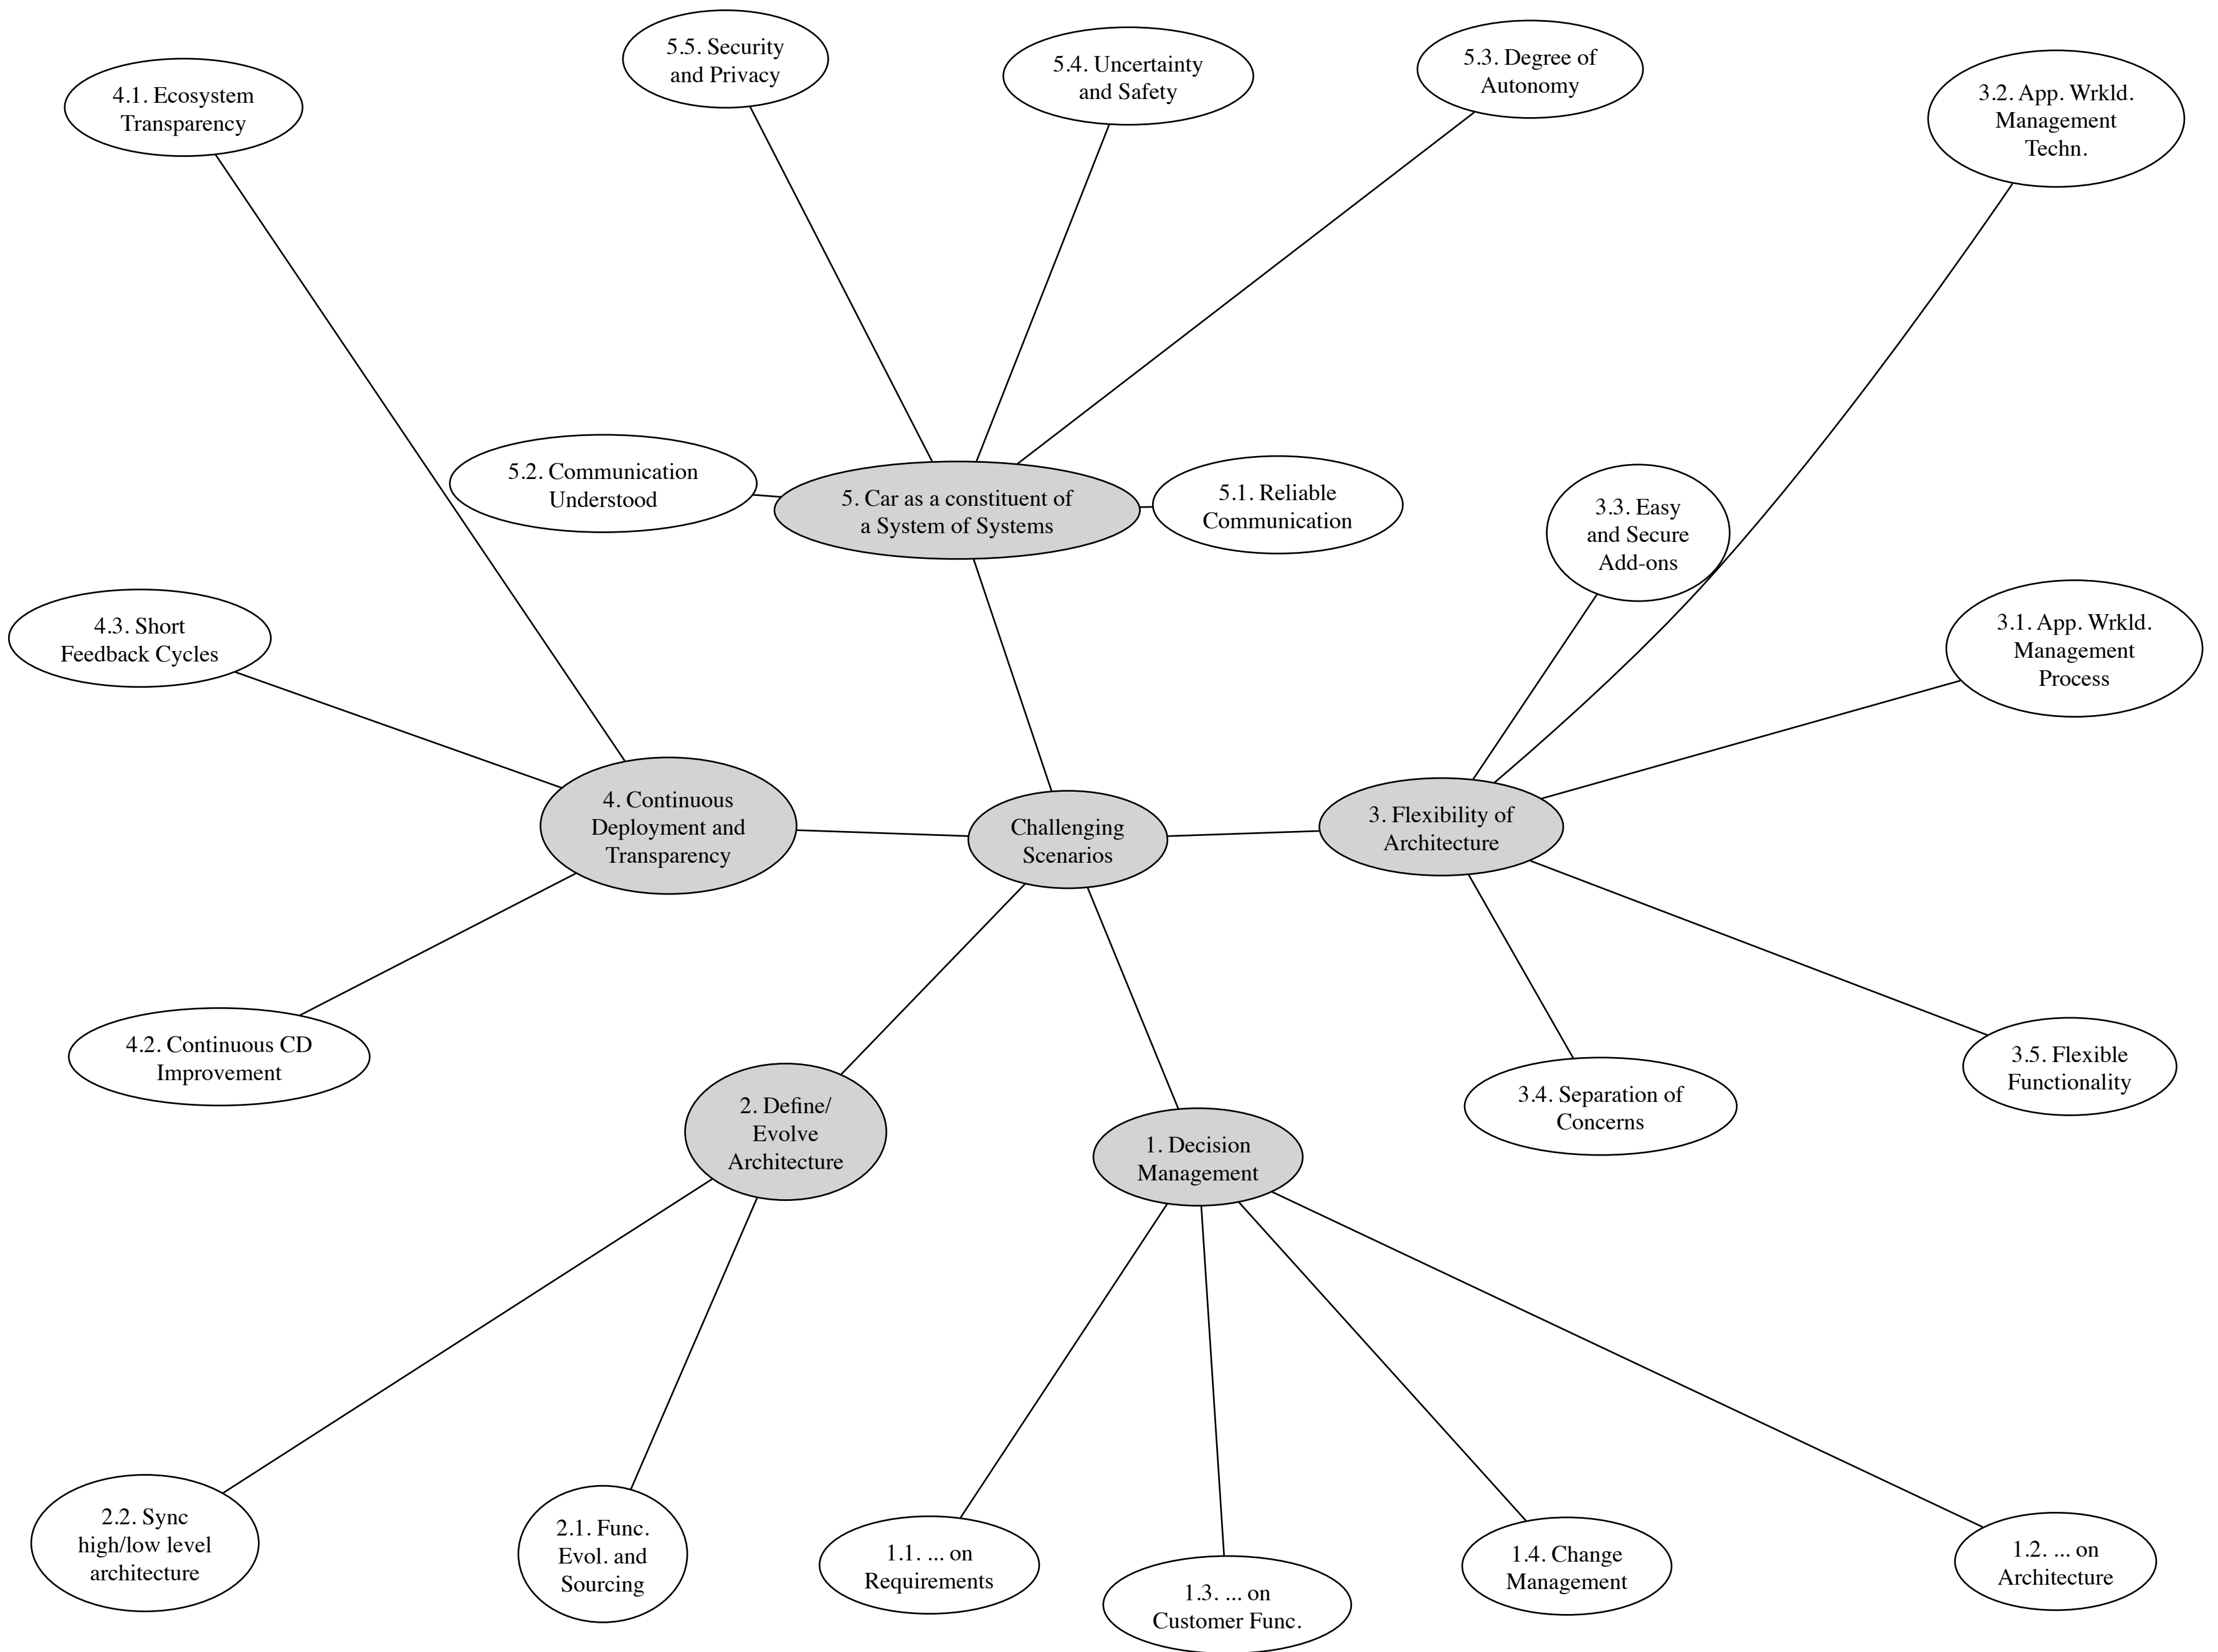 5.5. Security
and Privacy
5.4. Uncertainty
and Safety
5.3. Degree of
Autonomy
4.1. Ecosystem
Transparency
3.2. App. Wrkld.
Management
Techn.
5.2. Communication
Understood
5. Car as a constituent of
a System of Systems
5.1. Reliable
Communication
3.3. Easy
and Secure
Add-ons
4.3. Short
Feedback Cycles
3.1. App. Wrkld.
Management
Process
4. Continuous
Deployment and
Transparency
Challenging
Scenarios
3. Flexibility of
Architecture
4.2. Continuous CD
Improvement
2. Define/
Evolve
Architecture
1. Decision
Management
3.4. Separation of
Concerns
3.5. Flexible
Functionality
2.2. Sync
high/low level
architecture
2.1. Func.
Evol. and
Sourcing
1.1. ... on
Requirements
1.3. ... on
Customer Func.
1.4. Change
Management
1.2. ... on
Architecture